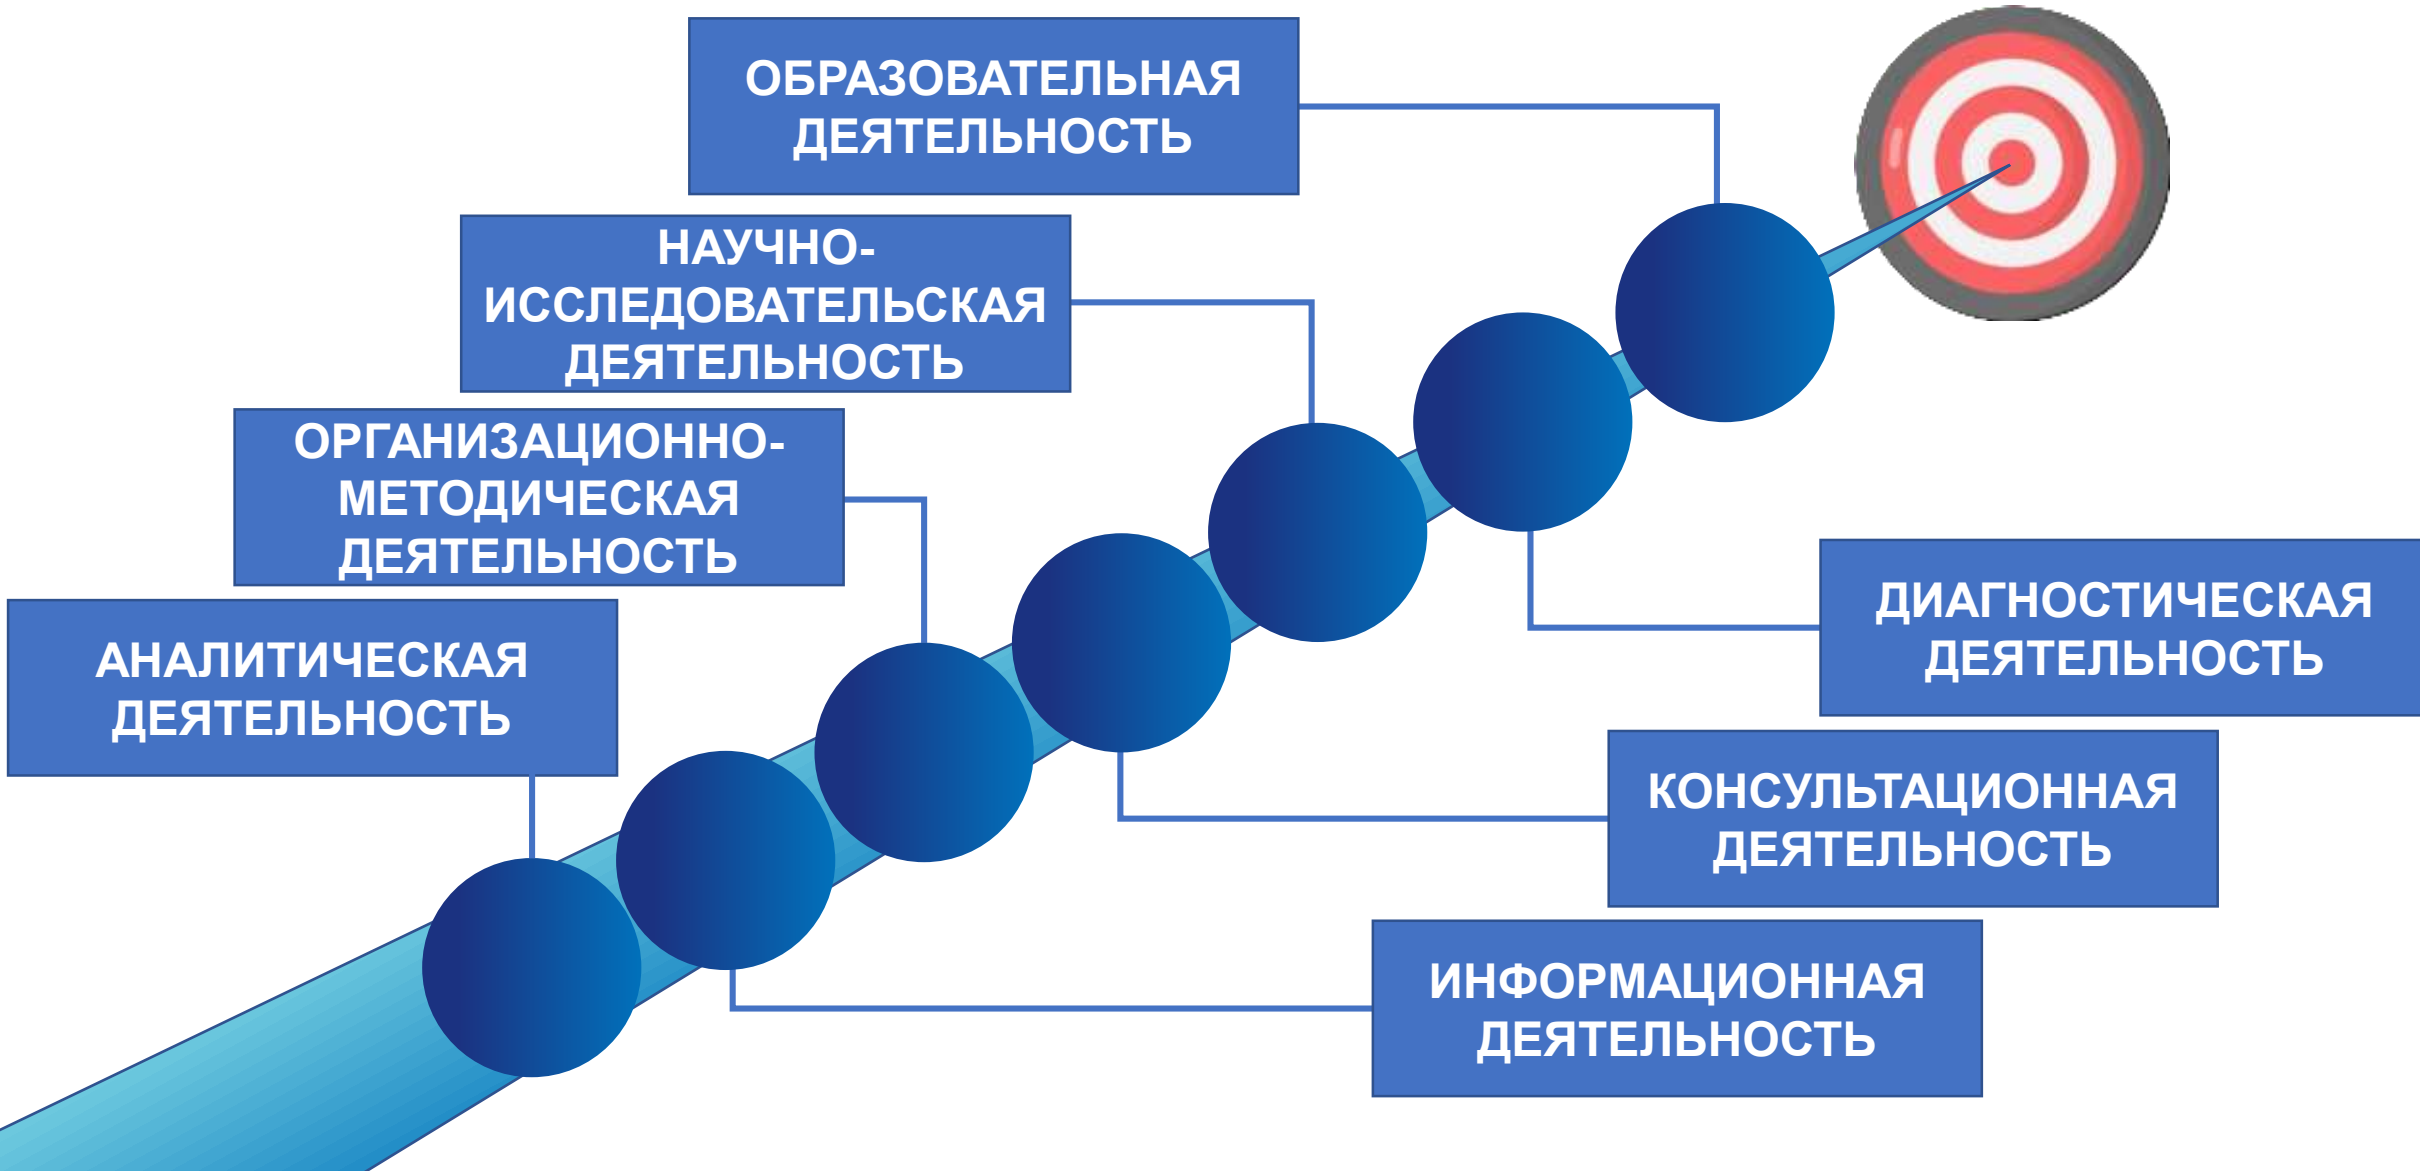 ОБРАЗОВАТЕЛЬНАЯ
ДЕЯТЕЛЬНОСТЬ
НАУЧНО-
ИССЛЕДОВАТЕЛЬСКАЯ
ДЕЯТЕЛЬНОСТЬ
ОРГАНИЗАЦИОННО-
МЕТОДИЧЕСКАЯ
ДЕЯТЕЛЬНОСТЬ
АНАЛИТИЧЕСКАЯ
ДЕЯТЕЛЬНОСТЬ
ДИАГНОСТИЧЕСКАЯ
ДЕЯТЕЛЬНОСТЬ
КОНСУЛЬТАЦИОННАЯ
ДЕЯТЕЛЬНОСТЬ
ИНФОРМАЦИОННАЯ
ДЕЯТЕЛЬНОСТЬ